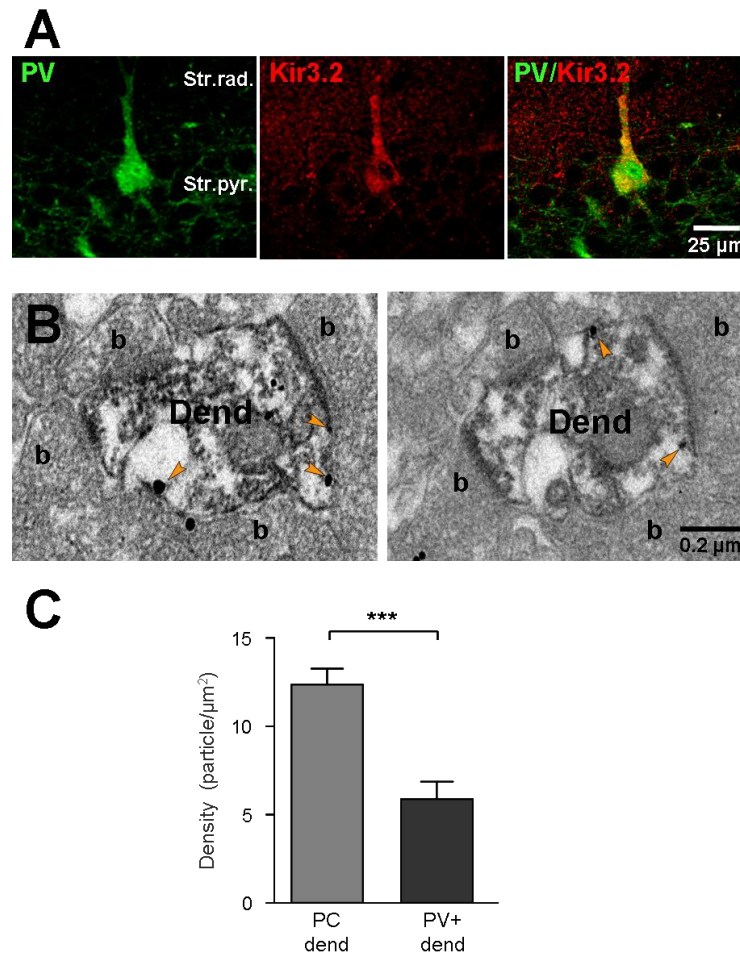 A
PV
Str.rad.
Str.pyr.
Kir3.2
PV/Kir3.2
25 µm
B
b
b
b
b
Dend
b
b
b
b
Dend
0.2 µm
C
***
15
10
5
0
Density (particle/µm²)
PC
dend
PV+
dend